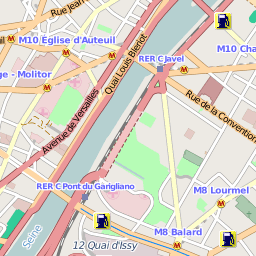 Rue Jean
M10 Église d'Auteuil
Quai Louis Blériot
M10 Cha
RER C Javel
ge - Molitor
Avenue de Versailles
Rue de la Convention
RER C Pont du Garigliano
M8 Lourmel
Seine
12 Quai d'Issy
M8 Balard